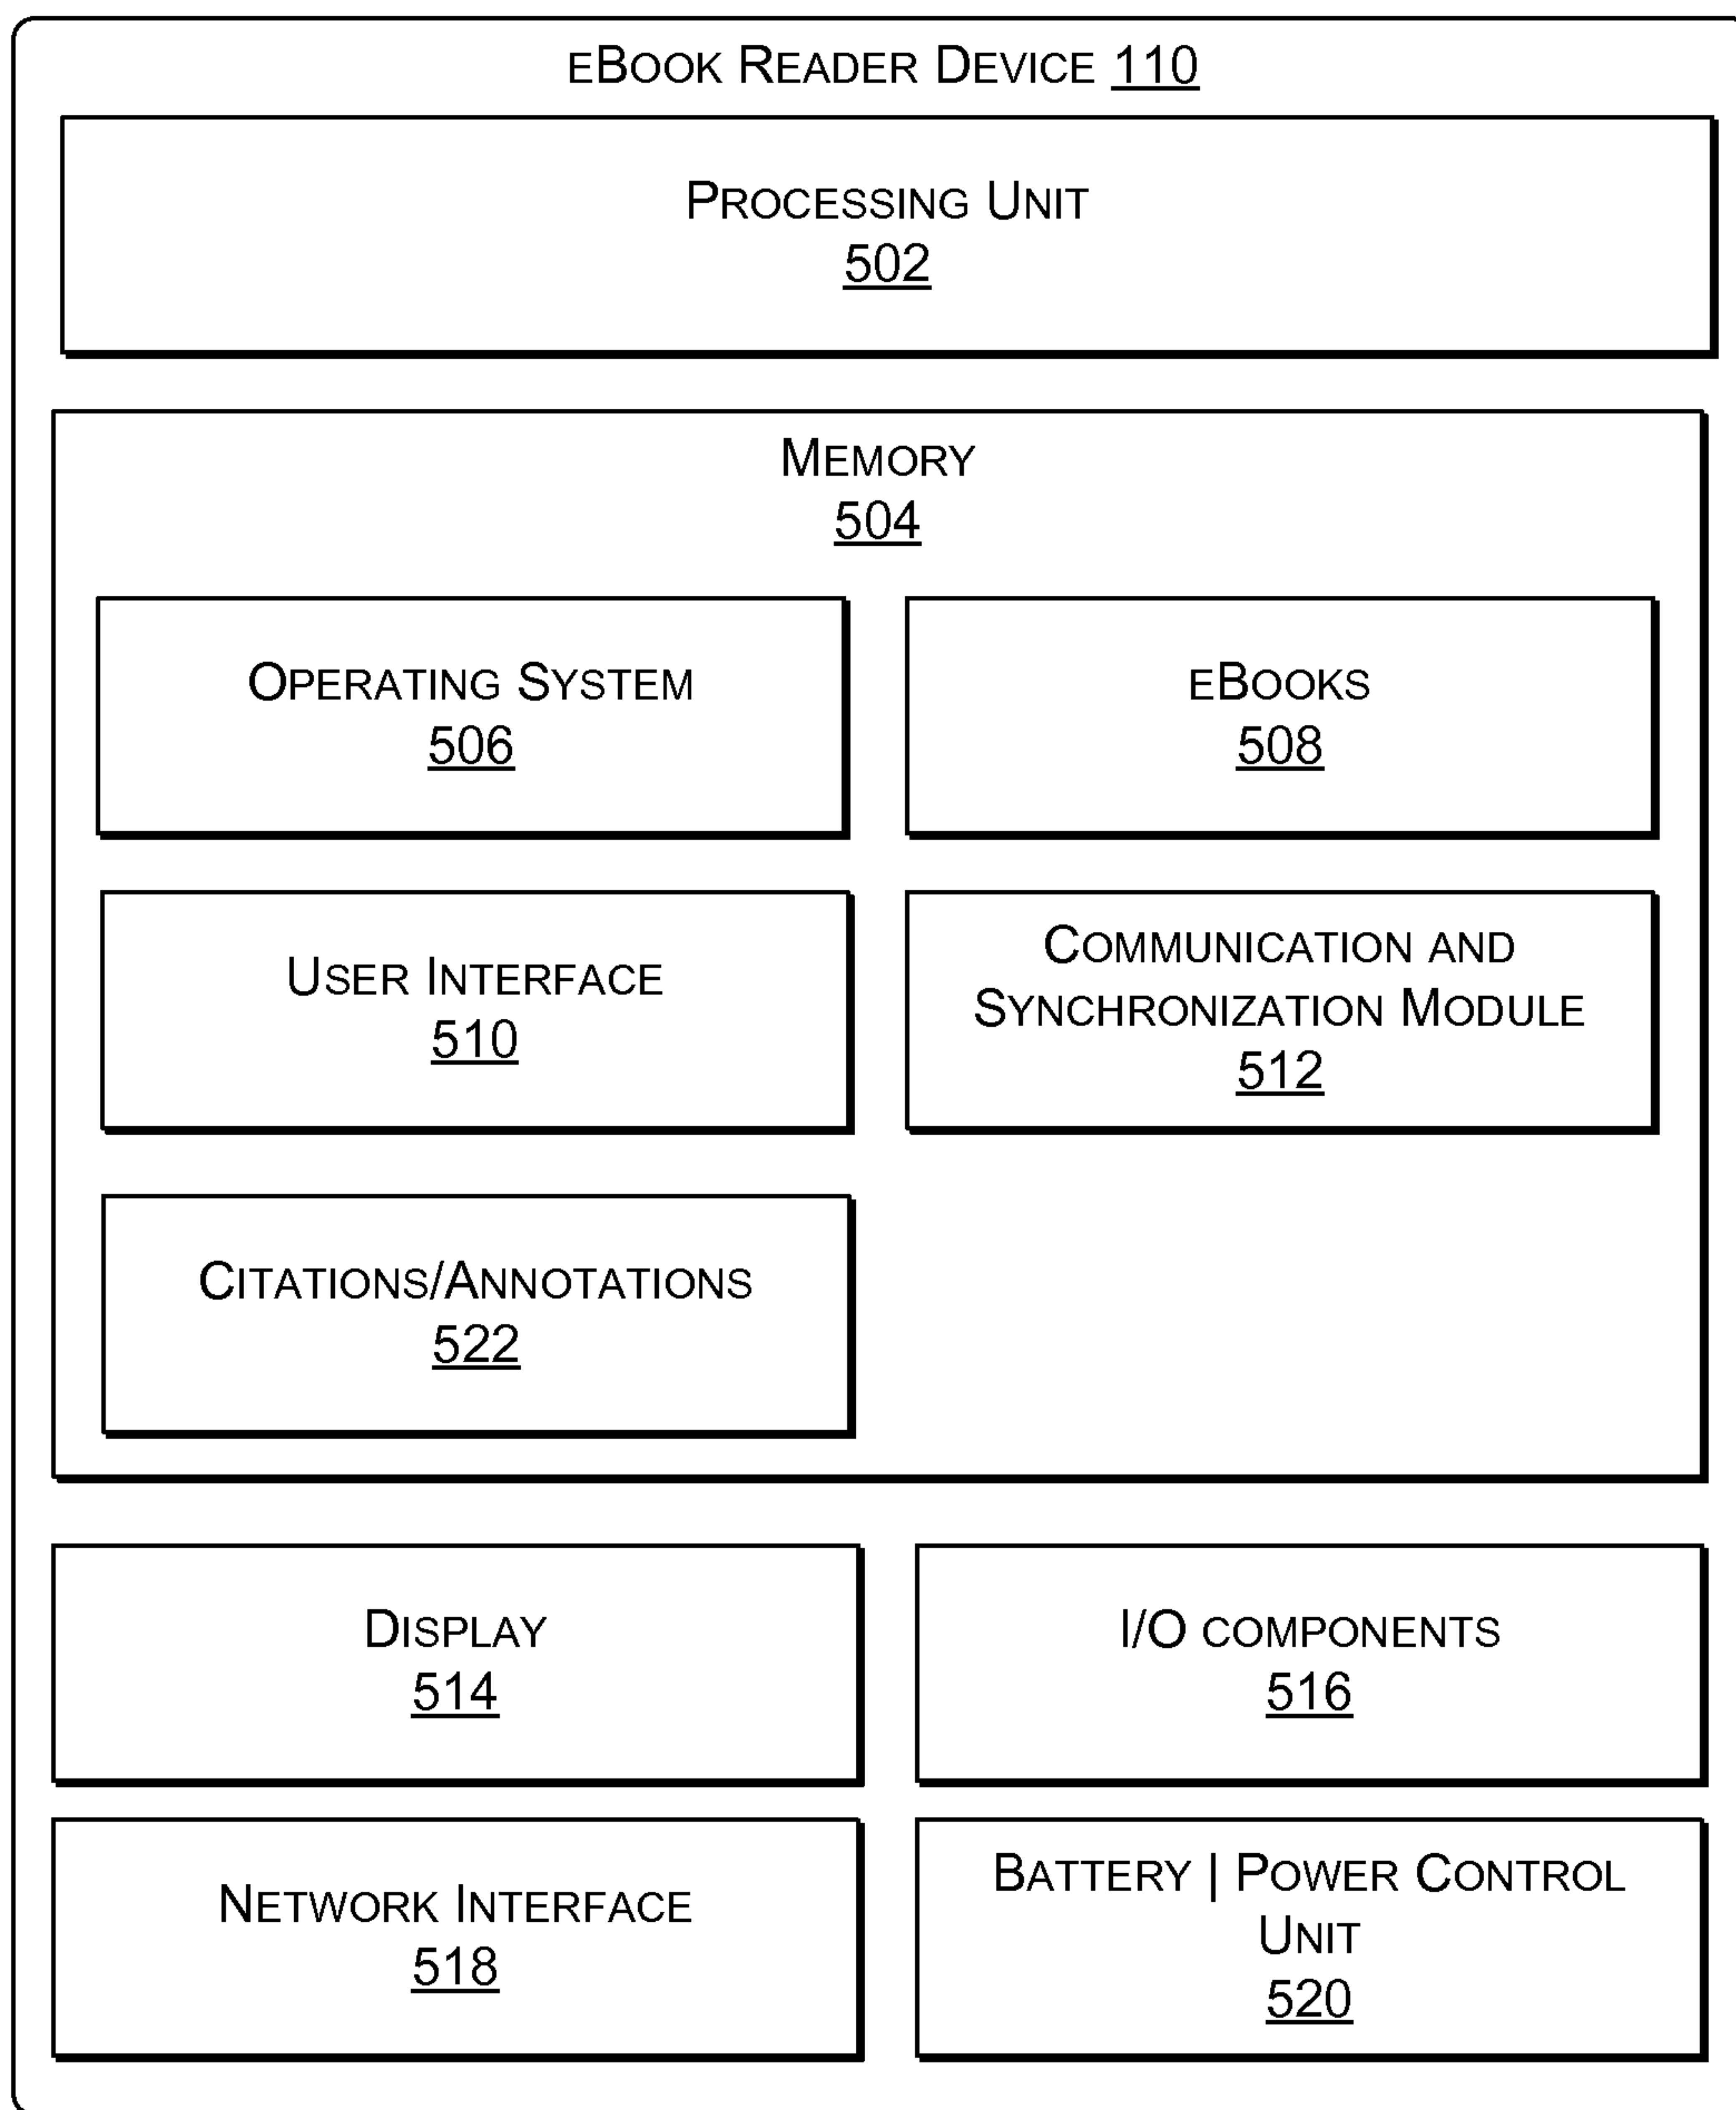 eBook Reader Device 110
Processing Unit
502
Memory
504
Operating System
506
eBooks
508
User Interface
510
Communication and
Synchronization Module
512
Citations/Annotations
522
Display
514
I/O components
516
Network Interface
518
Battery | Power Control
Unit
520